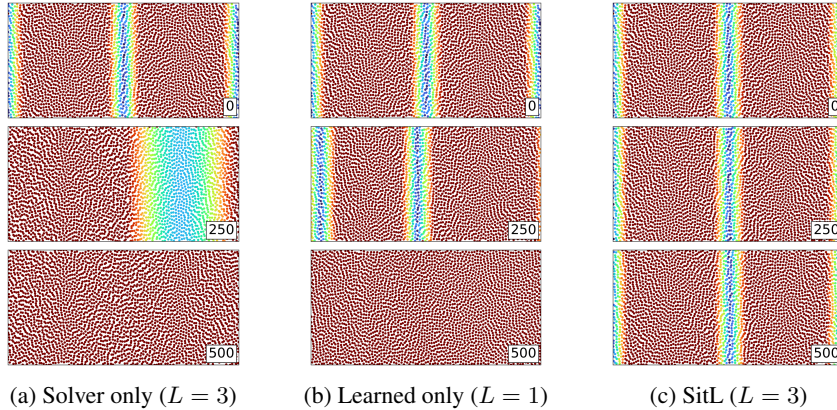 0 0 0
250 250 250
500 500 500
(a) Solver only (L = 3) (b) Learned only (L = 1) (c) SitL (L = 3)